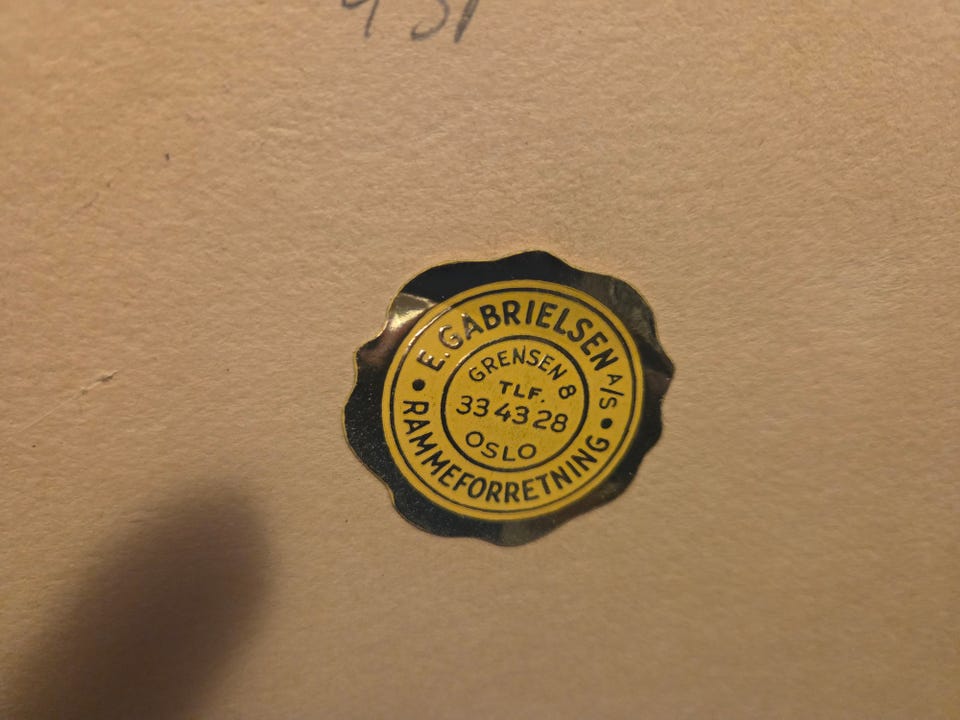 E. GABRIELSEN A/S
GRENSEN 8
TLF.
33 43 28
OSLO
RAMMEFORRETNING